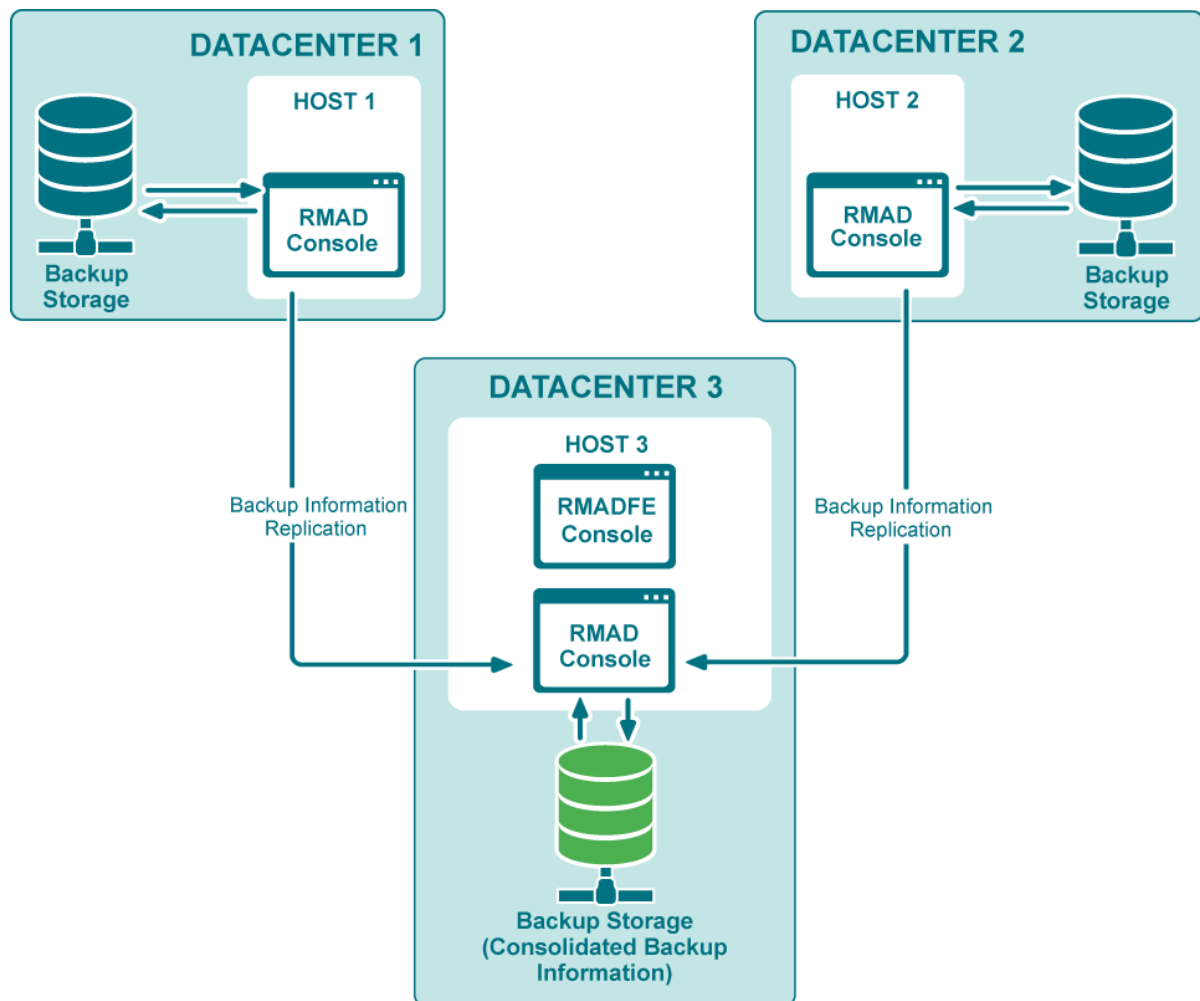 DATACENTER 1
HOST 1
RMAD
Console
Backup
Storage
DATACENTER 2
HOST 2
RMAD
Console
Backup
Storage
Backup Information
Replication
DATACENTER 3
HOST 3
RMADFE
Console
RMAD
Console
Backup Storage
(Consolidated Backup
Information)
Backup Information
Replication